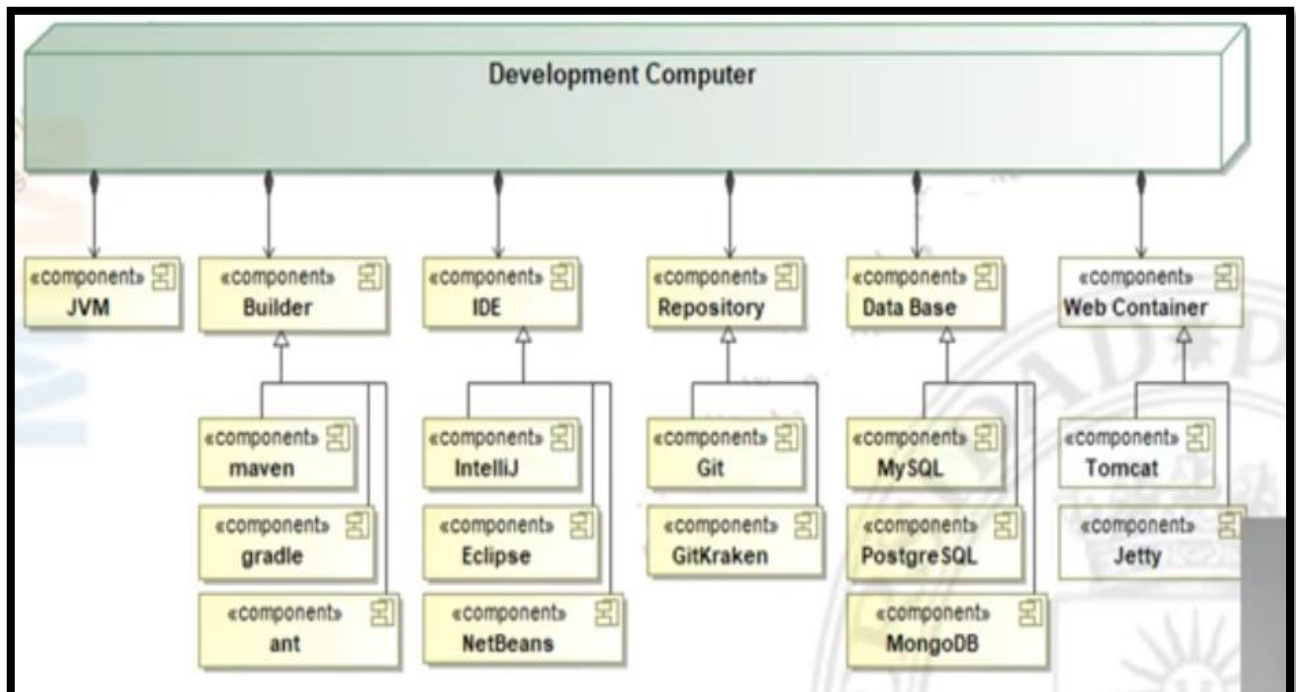 Development Computer
«component»
JVM
«component»
Builder
«component»
IDE
«component»
Repository
«component»
Data Base
«component»
Web Container
«component»
maven
«component»
IntelliJ
«component»
Git
«component»
MySQL
«component»
Tomcat
«component»
gradle
«component»
Eclipse
«component»
GitKraken
«component»
PostgreSQL
«component»
Jetty
«component»
ant
«component»
NetBeans
«component»
MongoDB